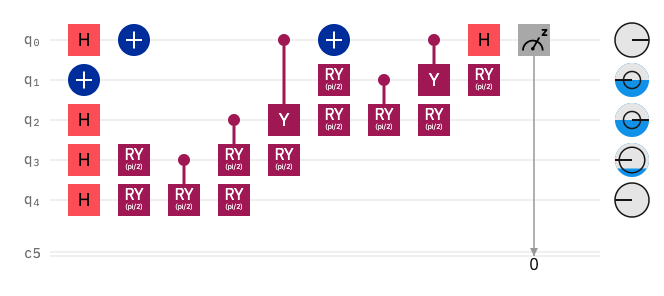 q0 H + + H z
q1 + RY (pi/2) Y RY (pi/2)
q2 H Y RY (pi/2) RY (pi/2) RY (pi/2)
q3 H RY (pi/2) RY (pi/2) RY (pi/2)
q4 H RY (pi/2) RY (pi/2) RY (pi/2)
c5 0